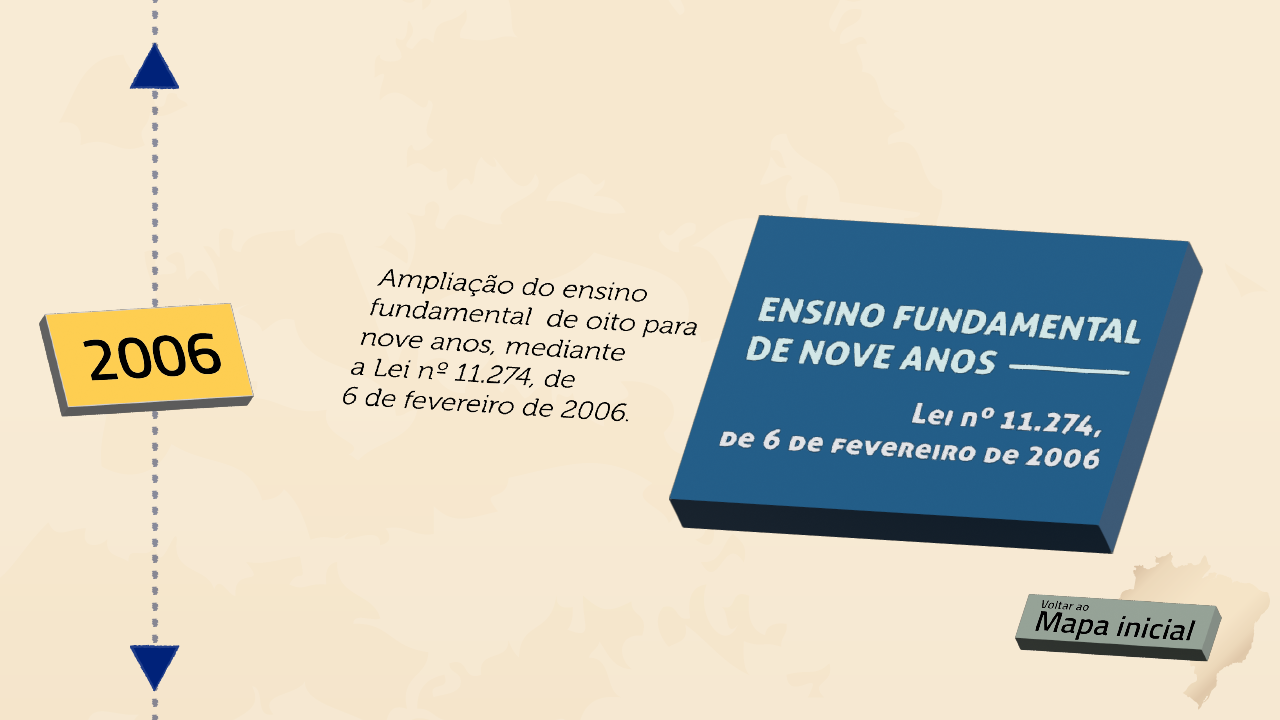 2006
Ampliação do ensino
fundamental de oito para
nove anos, mediante
a Lei nº 11.274, de
6 de fevereiro de 2006.
ENSINO FUNDAMENTAL
DE NOVE ANOS
Lei nº 11.274,
de 6 de fevereiro de 2006
Voltar ao
Mapa inicial